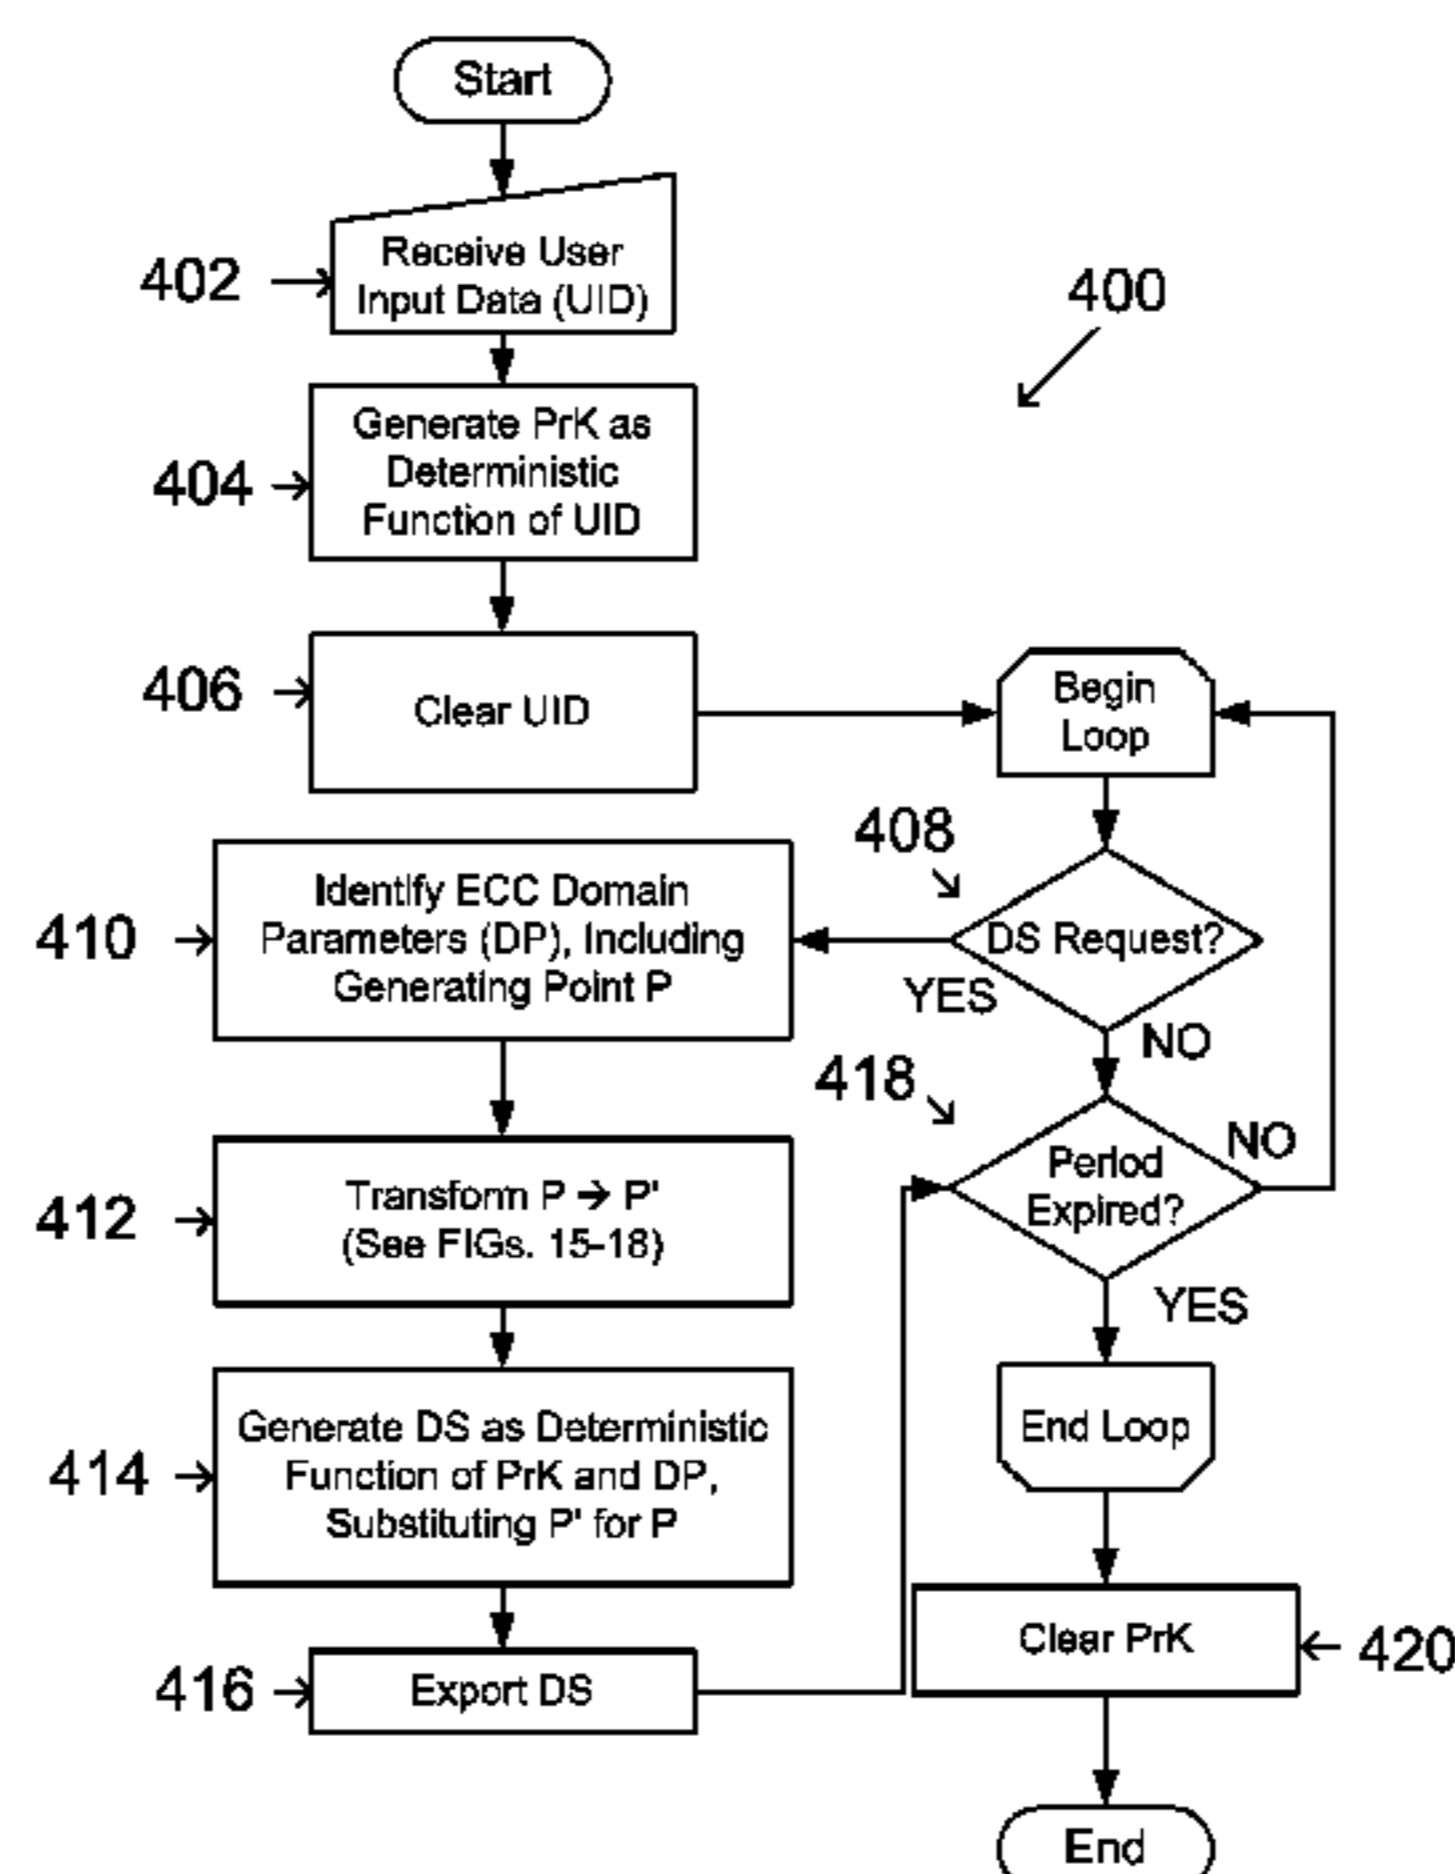 Start
402
Receive User
Input Data (UID)
400
404
Generate PrK as
Deterministic
Function of UID
406
Clear UID
Begin
Loop
408
DS Request?
YES
NO
410
Identify ECC Domain
Parameters (DP), Including
Generating Point P
418
Period
Expired?
NO
YES
412
Transform P → P'
(See FIGs. 15-18)
414
Generate DS as Deterministic
Function of PrK and DP,
Substituting P' for P
End Loop
416
Export DS
Clear PrK
420
End